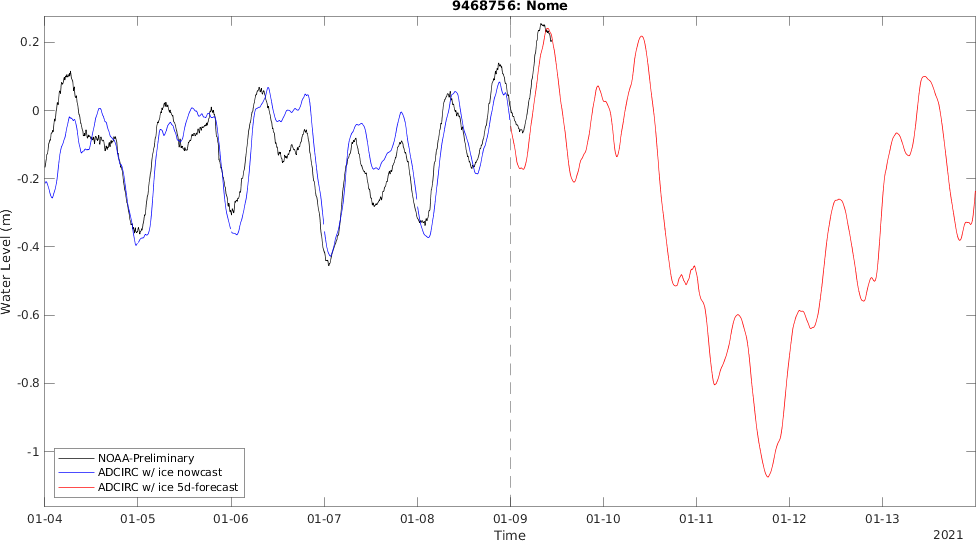 9468756: Nome
0.2
0
-0.2
-0.4
-0.6
-0.8
-1
Water Level (m)
NOAA-Preliminary
ADCIRC w/ ice nowcast
ADCIRC w/ ice 5d-forecast
01-04 01-05 01-06 01-07 01-08 01-09 01-10 01-11 01-12 01-13
Time
2021